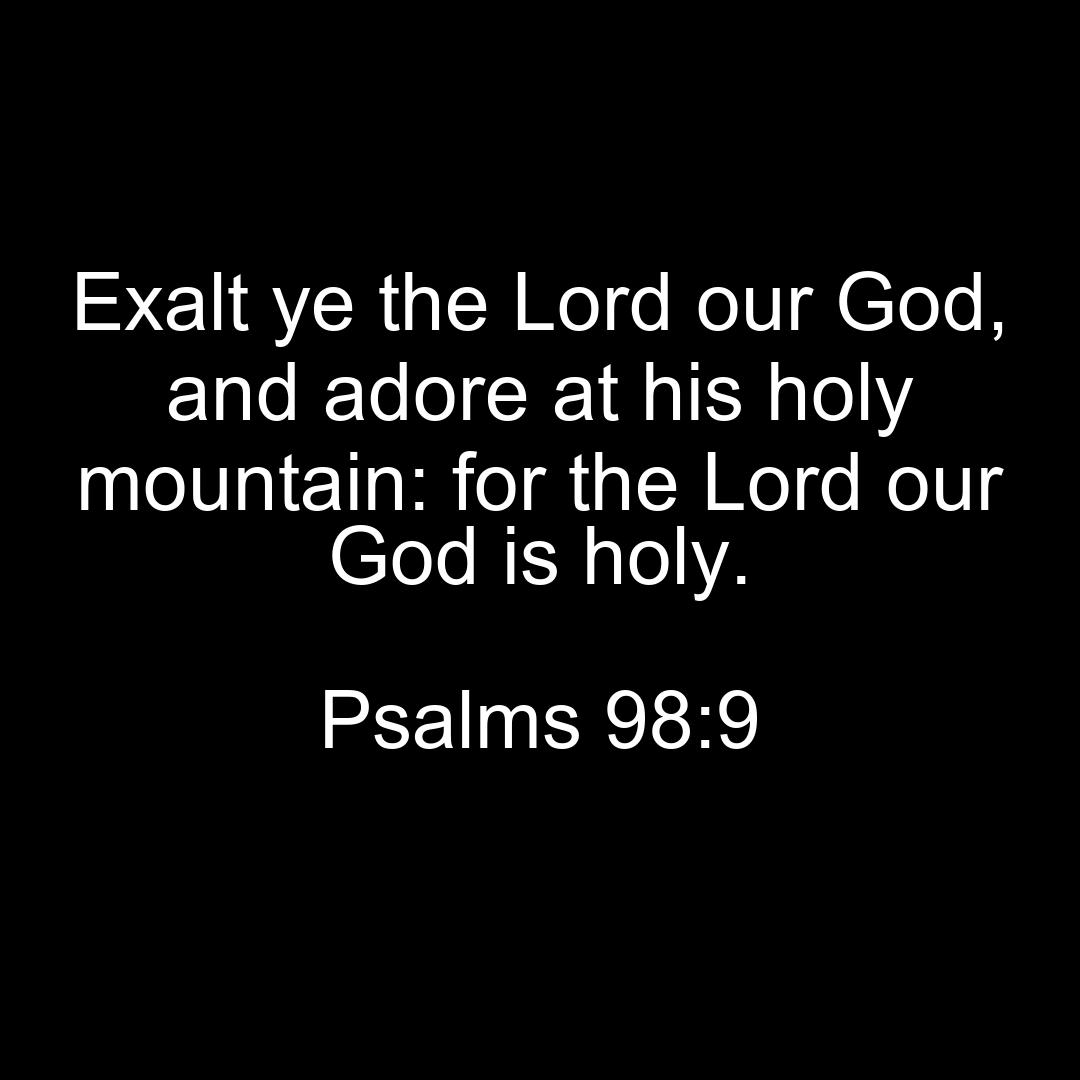 Exalt ye the Lord our God,
and adore at his holy
mountain: for the Lord our
God is holy.
Psalms 98:9